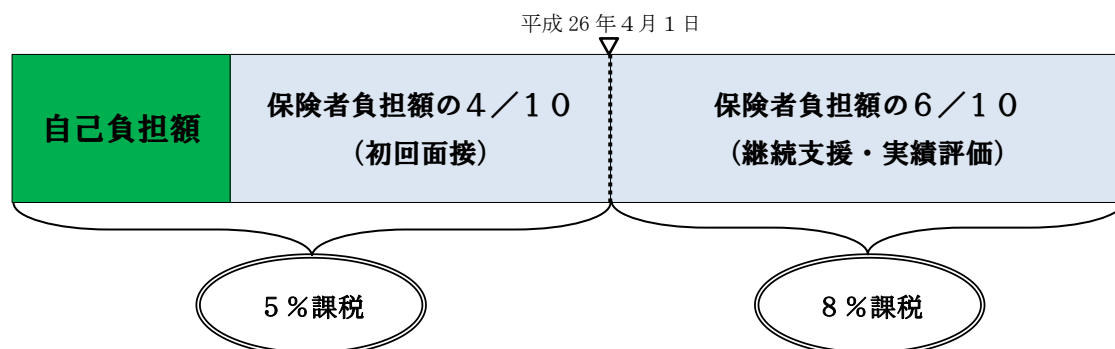 平成 26 年４月１日
自己負担額
保険者負担額の４／１０
（初回面接）
保険者負担額の６／１０
（継続支援・実績評価）
５％課税
８％課税